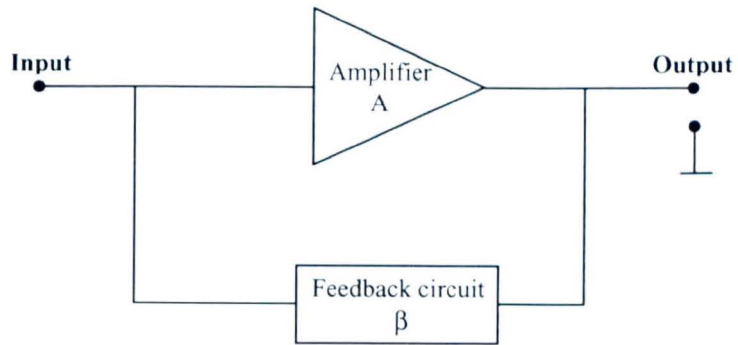 Input
Amplifier
A
Output
Feedback circuit
β